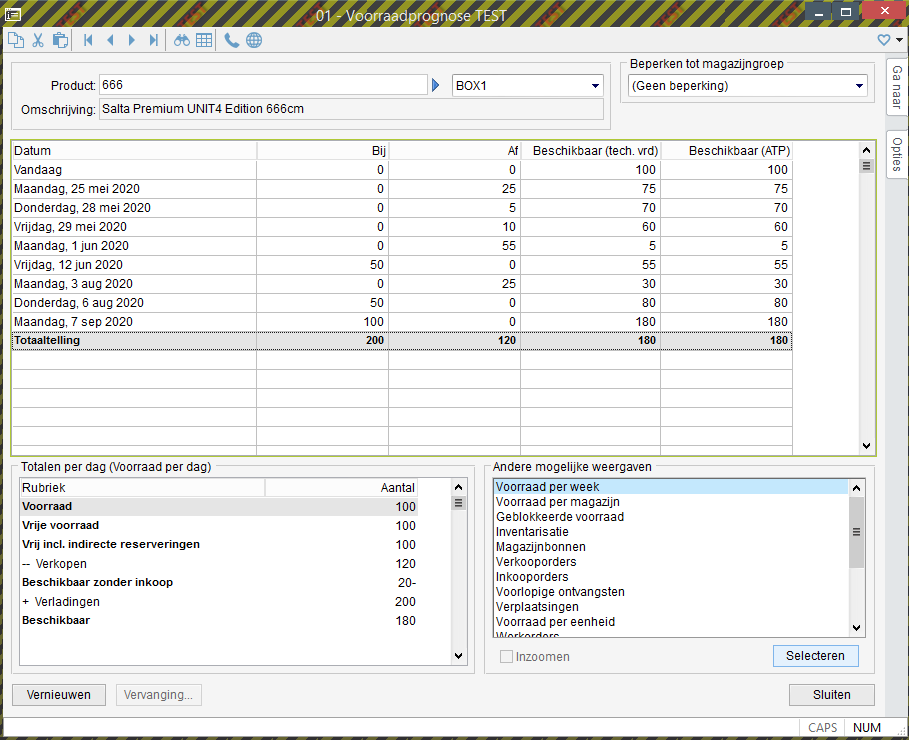 01 - Voorraadprognose TEST
Product: 666 BOX1
Omschrijving: Salta Premium UNIT4 Edition 666cm
Beperken tot magazijngroep
(Geen beperking)
Ga naar
Opties
Datum Bij Af Beschikbaar (tech. vrd) Beschikbaar (ATP)
Vandaag 0 0 100 100
Maandag, 25 mei 2020 0 25 75 75
Donderdag, 28 mei 2020 0 5 70 70
Vrijdag, 29 mei 2020 0 10 60 60
Maandag, 1 jun 2020 0 55 5 5
Vrijdag, 12 jun 2020 50 0 55 55
Maandag, 3 aug 2020 0 25 30 30
Donderdag, 6 aug 2020 50 0 80 80
Maandag, 7 sep 2020 100 0 180 180
Totaaltelling 200 120 180 180
Totalen per dag (Voorraad per dag)
Rubriek Aantal
Voorraad 100
Vrije voorraad 100
Vrij incl. indirecte reserveringen 100
-- Verkopen 120
Beschikbaar zonder inkoop 20-
+ Verladingen 200
Beschikbaar 180
Andere mogelijke weergaven
Voorraad per week
Voorraad per magazijn
Geblokkeerde voorraad
Inventarisatie
Magazijnbonnen
Verkooporders
Inkooporders
Voorlopige ontvangsten
Verplaatsingen
Voorraad per eenheid
Werkorders
Inzoomen
Selecteren
Vernieuwen
Vervanging...
Sluiten
CAPS NUM